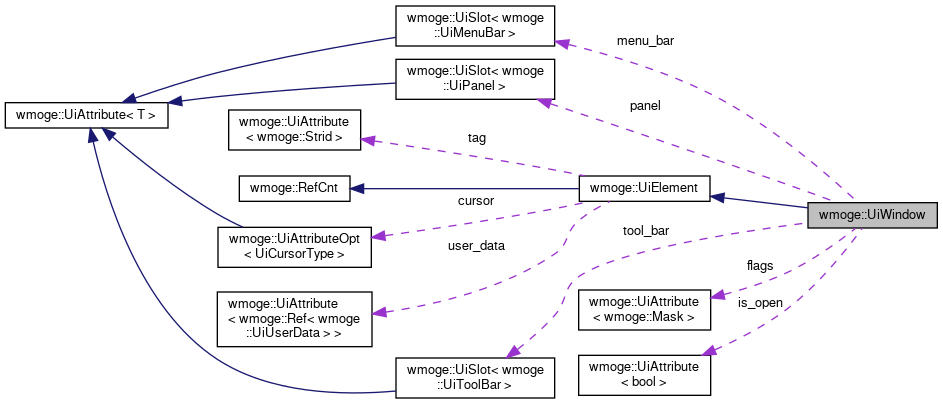 wmoge::UiSlot< wmoge
::UiMenuBar >
menu_bar
wmoge::UiSlot< wmoge
::UiPanel >
panel
wmoge::UiAttribute< T >
wmoge::UiAttribute
< wmoge::Strid >
tag
wmoge::RefCnt
wmoge::UiElement
cursor
wmoge::UiWindow
wmoge::UiAttributeOpt
< UiCursorType >
user_data
tool_bar
flags
wmoge::UiAttribute
< wmoge::Ref< wmoge
::UiUserData > >
wmoge::UiAttribute
< wmoge::Mask >
is_open
wmoge::UiSlot< wmoge
::UiToolBar >
wmoge::UiAttribute
< bool >